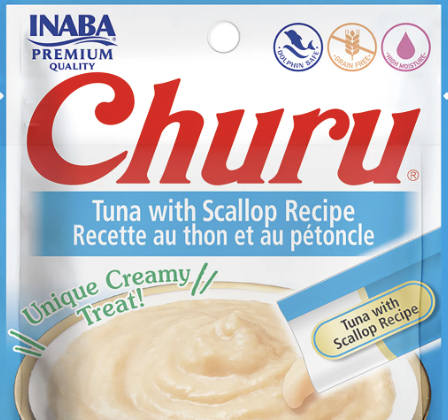 INABA®
PREMIUM
QUALITY
DOLPHIN SAFE
GRAIN FREE
HIGH MOISTURE
Churu®
Tuna with Scallop Recipe
Recette au thon et au pétoncle
Unique Creamy
Treat!
Tuna with
Scallop Recipe